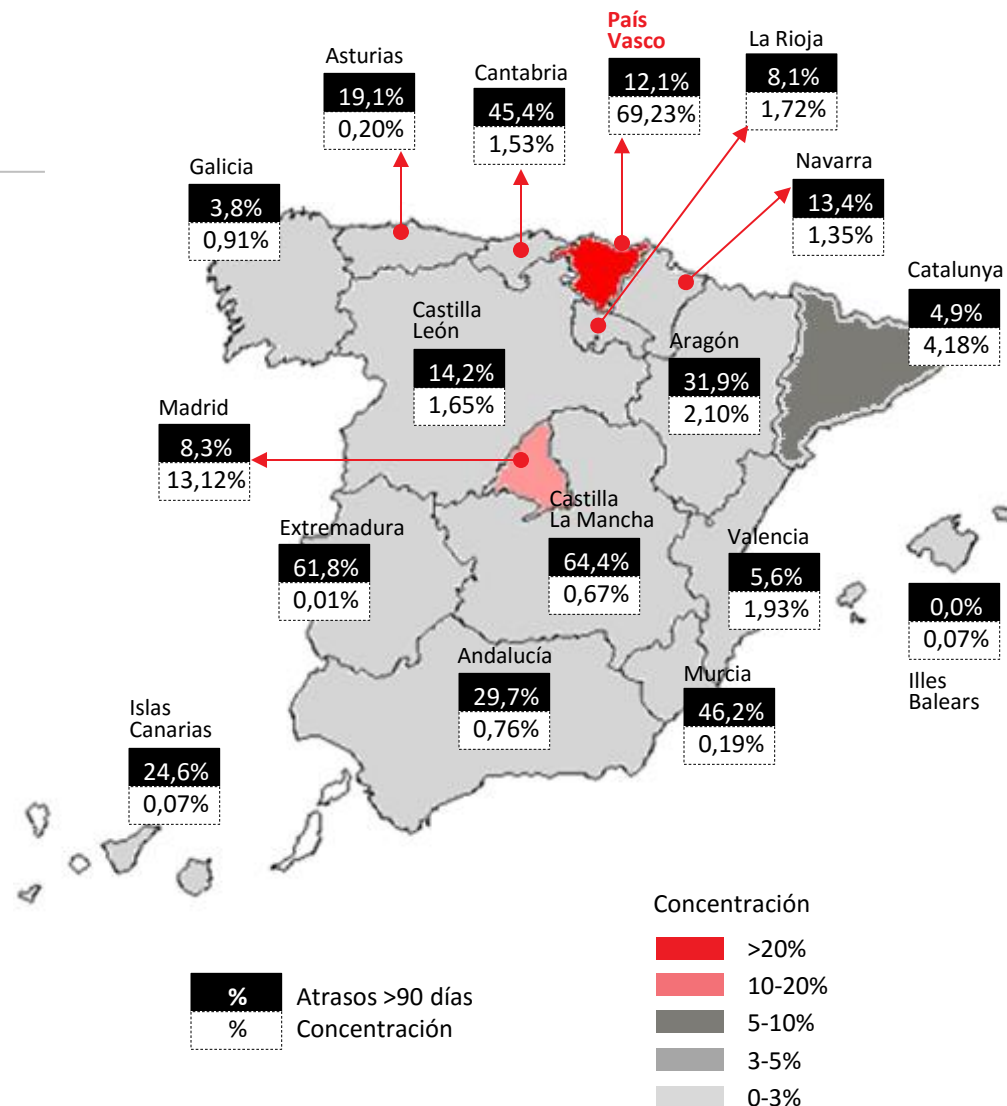 País
Vasco
12,1%
69,23%
La Rioja
8,1%
1,72%
Asturias
19,1%
0,20%
Cantabria
45,4%
1,53%
Navarra
13,4%
1,35%
Galicia
3,8%
0,91%
Catalunya
4,9%
4,18%
Castilla
León
14,2%
1,65%
Aragón
31,9%
2,10%
Madrid
8,3%
13,12%
Castilla
La Mancha
64,4%
0,67%
Extremadura
61,8%
0,01%
Valencia
5,6%
1,93%
0,0%
0,07%
Illes
Balears
Andalucía
29,7%
0,76%
Murcia
46,2%
0,19%
Islas
Canarias
24,6%
0,07%
% Atrasos >90 días
% Concentración
Concentración
>20%
10-20%
5-10%
3-5%
0-3%